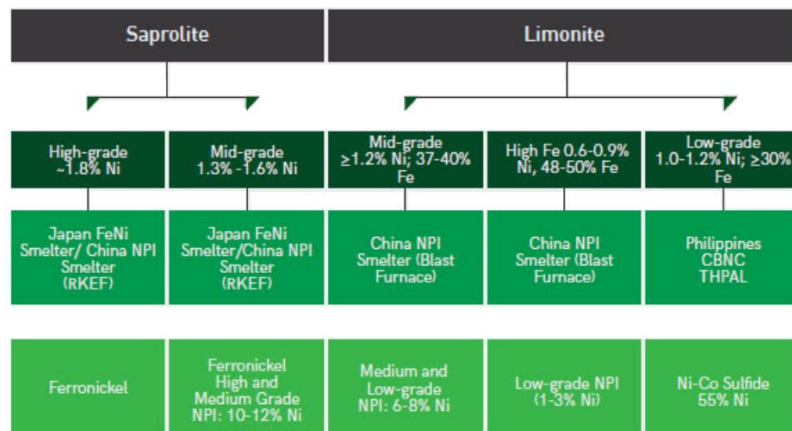 Saprolite
Limonite
High-grade
~1.8% Ni
Mid-grade
1.3% -1.6% Ni
Mid-grade
≥1.2% Ni; 37-40%
Fe
High Fe 0.6-0.9%
Ni, 48-50% Fe
Low-grade
1.0-1.2% Ni; ≥30%
Fe
Japan FeNi
Smelter/ China NPI
Smelter
(RKEF)
Japan FeNi
Smelter/China NPI
Smelter
(RKEF)
China NPI
Smelter (Blast
Furnace)
China NPI
Smelter (Blast
Furnace)
Philippines
CBNC
THPAL
Ferronickel
Ferronickel
High and
Medium Grade
NPI: 10-12% Ni
Medium and
Low-grade
NPI: 6-8% Ni
Low-grade NPI
(1-3% Ni)
Ni-Co Sulfide
55% Ni